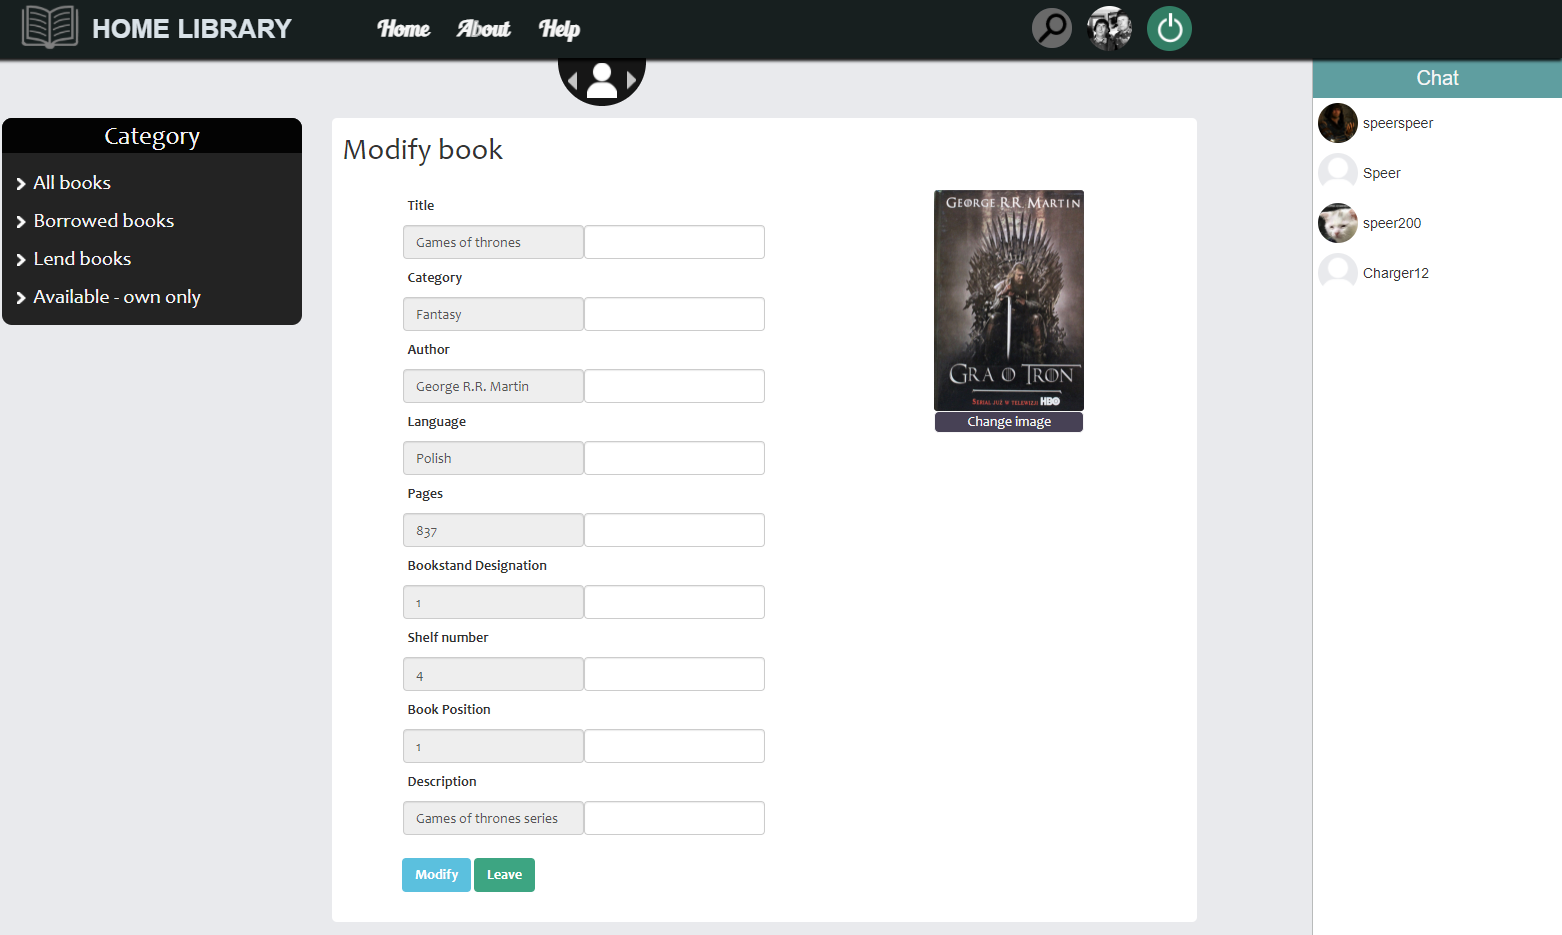 HOME LIBRARY
Home About Help
Chat
speerspeer
Speer
speer200
Charger12
Category
All books
Borrowed books
Lend books
Available - own only
Modify book
Title
Games of thrones
Category
Fantasy
Author
George R.R. Martin
Language
Polish
Pages
837
Bookstand Designation
1
Shelf number
4
Book Position
1
Description
Games of thrones series
Modify Leave
GEORGE R.R. MARTIN
GRA O TRON
SERIAL JUŻ W TELEWIZJI HBO
Change image